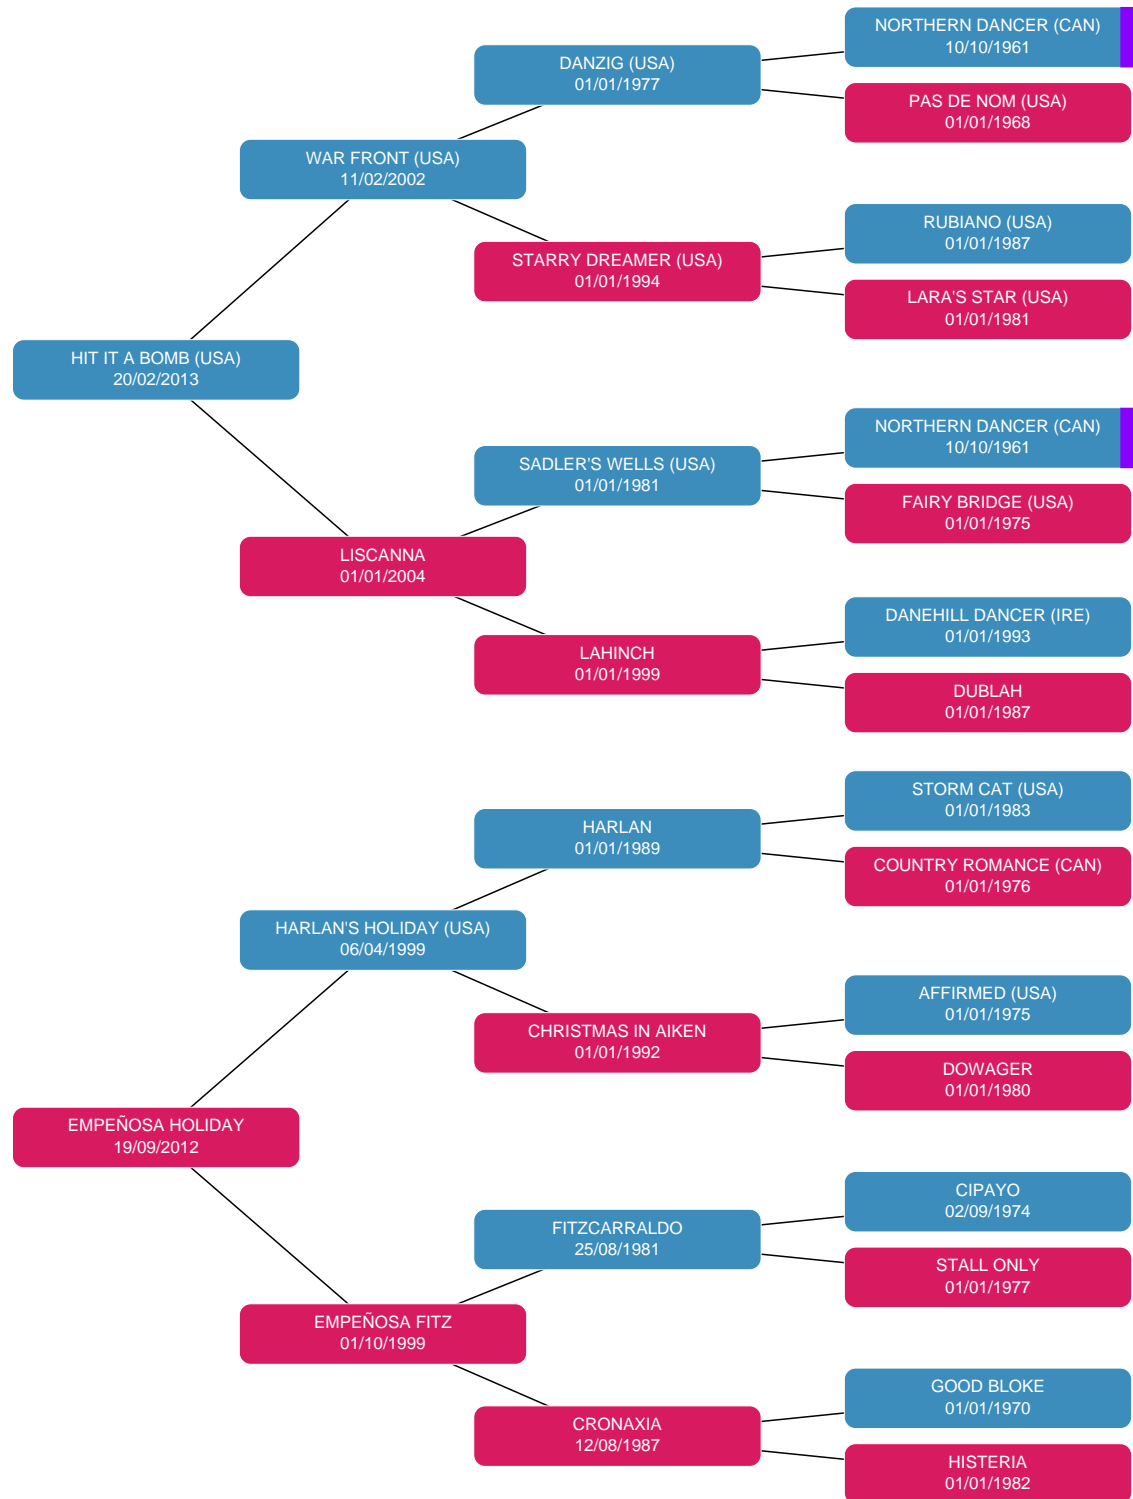 NORTHERN DANCER (CAN)
10/10/1961
DANZIG (USA)
01/01/1977
PAS DE NOM (USA)
01/01/1968
WAR FRONT (USA)
11/02/2002
RUBIANO (USA)
01/01/1987
STARRY DREAMER (USA)
01/01/1994
LARA'S STAR (USA)
01/01/1981
HIT IT A BOMB (USA)
20/02/2013
NORTHERN DANCER (CAN)
10/10/1961
SADLER'S WELLS (USA)
01/01/1981
FAIRY BRIDGE (USA)
01/01/1975
LISCANNA
01/01/2004
DANEHILL DANCER (IRE)
01/01/1993
LAHINCH
01/01/1999
DUBLAH
01/01/1987
STORM CAT (USA)
01/01/1983
HARLAN
01/01/1989
COUNTRY ROMANCE (CAN)
01/01/1976
HARLAN'S HOLIDAY (USA)
06/04/1999
AFFIRMED (USA)
01/01/1975
CHRISTMAS IN AIKEN
01/01/1992
DOWAGER
01/01/1980
EMPEÑOSA HOLIDAY
19/09/2012
CIPAYO
02/09/1974
FITZCARRALDO
25/08/1981
STALL ONLY
01/01/1977
EMPEÑOSA FITZ
01/10/1999
GOOD BLOKE
01/01/1970
CRONAXIA
12/08/1987
HISTERIA
01/01/1982